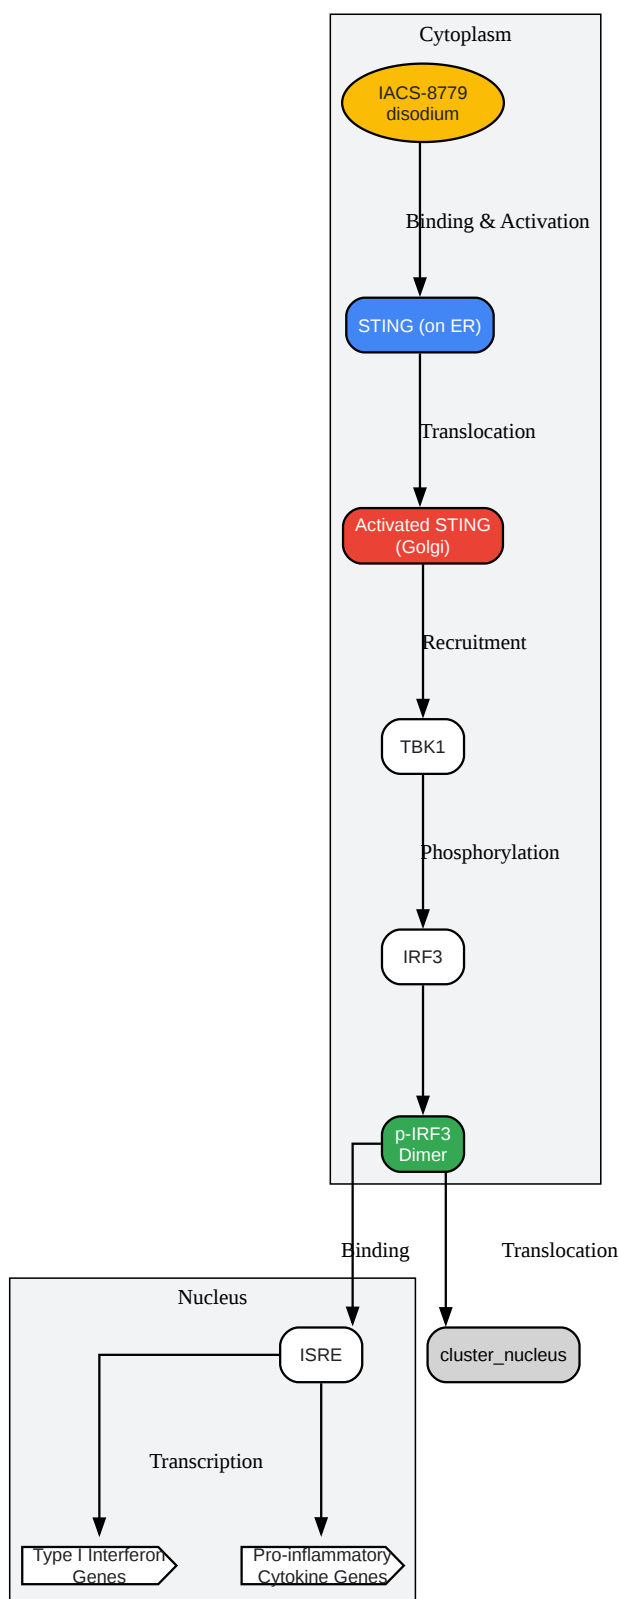 Cytoplasm
IACS-8779
disodium
Binding & Activation
STING (on ER)
Translocation
Activated STING
(Golgi)
Recruitment
TBK1
Phosphorylation
IRF3
p-IRF3
Dimer
Binding
Translocation
Nucleus
ISRE
cluster_nucleus
Transcription
Type I Interferon
Genes
Pro-inflammatory
Cytokine Genes